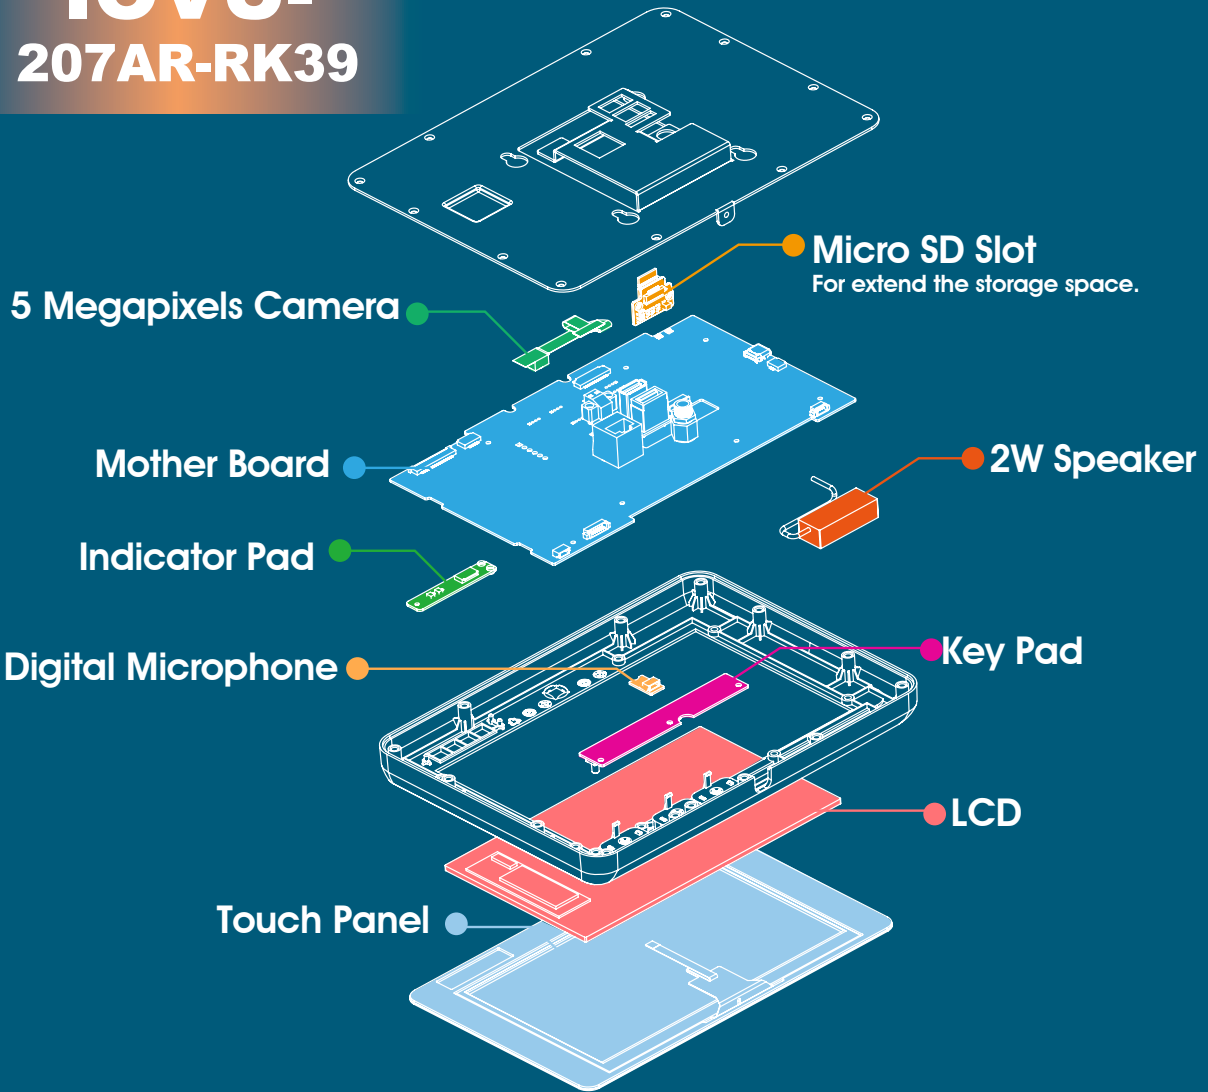 207AR-RK39
Micro SD Slot
For extend the storage space.
5 Megapixels Camera
Mother Board
2W Speaker
Indicator Pad
Digital Microphone
Key Pad
LCD
Touch Panel